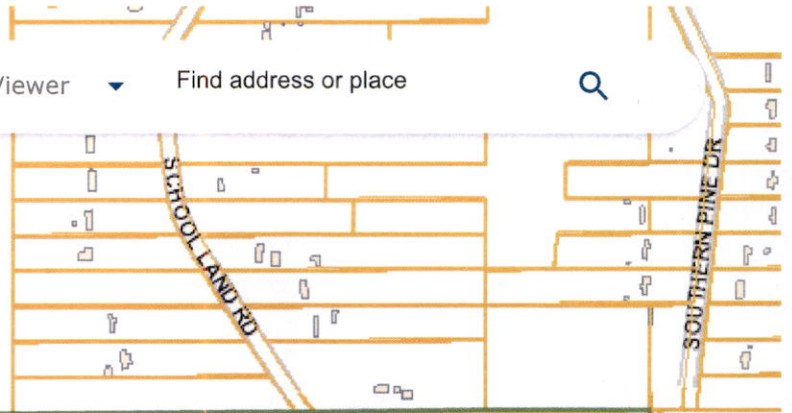 Viewer
Find address or place
SCHOOL LAND RD
SOUTHERN PINE DR